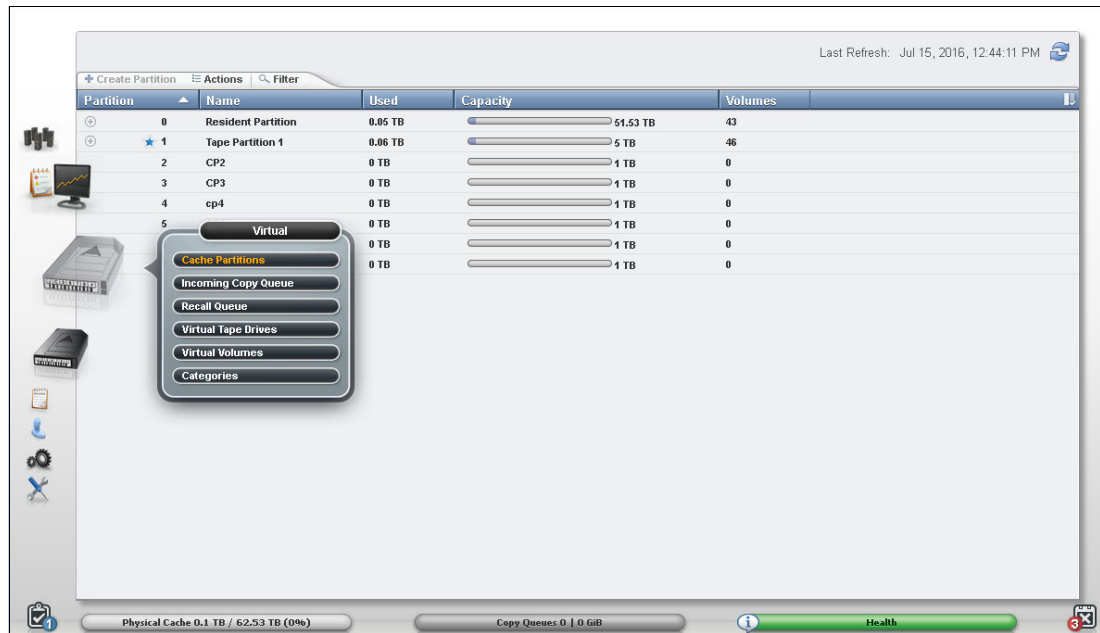 Last Refresh: Jul 15, 2016, 12:44:11 PM
Create Partition Actions Filter
Partition Name Used Capacity Volumes
0 Resident Partition 0.05 TB 51.53 TB 43
1 Tape Partition 1 0.06 TB 5 TB 46
2 CP2 0 TB 1 TB 0
3 CP3 0 TB 1 TB 0
4 cp4 0 TB 1 TB 0
5 0 TB 1 TB 0
0 TB 1 TB 0
0 TB 1 TB 0
Virtual
Cache Partitions
Incoming Copy Queue
Recall Queue
Virtual Tape Drives
Virtual Volumes
Categories
1 Physical Cache 0.1 TB / 62.53 TB (0%) Copy Queues 0 | 0 GiB i Health 3